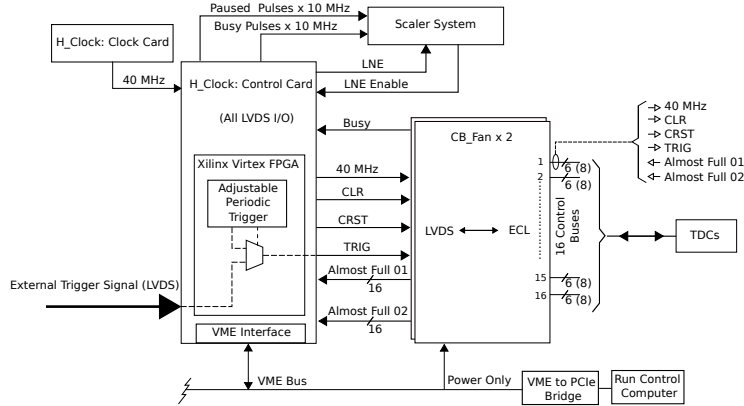 Paused Pulses x 10 MHz
Busy Pulses x 10 MHz
Scaler System
H_Clock: Clock Card
40 MHz
LNE
LNE Enable
H_Clock: Control Card
(All LVDS I/O)
Busy
CB_Fan x 2
40 MHz
CLR
CRST
TRIG
Almost Full 01
Almost Full 02
Xilinx Virtex FPGA
Adjustable
Periodic
Trigger
40 MHz
CLR
CRST
TRIG
Almost Full 01
16
Almost Full 02
16
LVDS
ECL
1
6 (8)
2
6 (8)
16 Control
Buses
15
6 (8)
16
6 (8)
TDCs
External Trigger Signal (LVDS)
VME Interface
VME Bus
Power Only
VME to PCIe
Bridge
Run Control
Computer